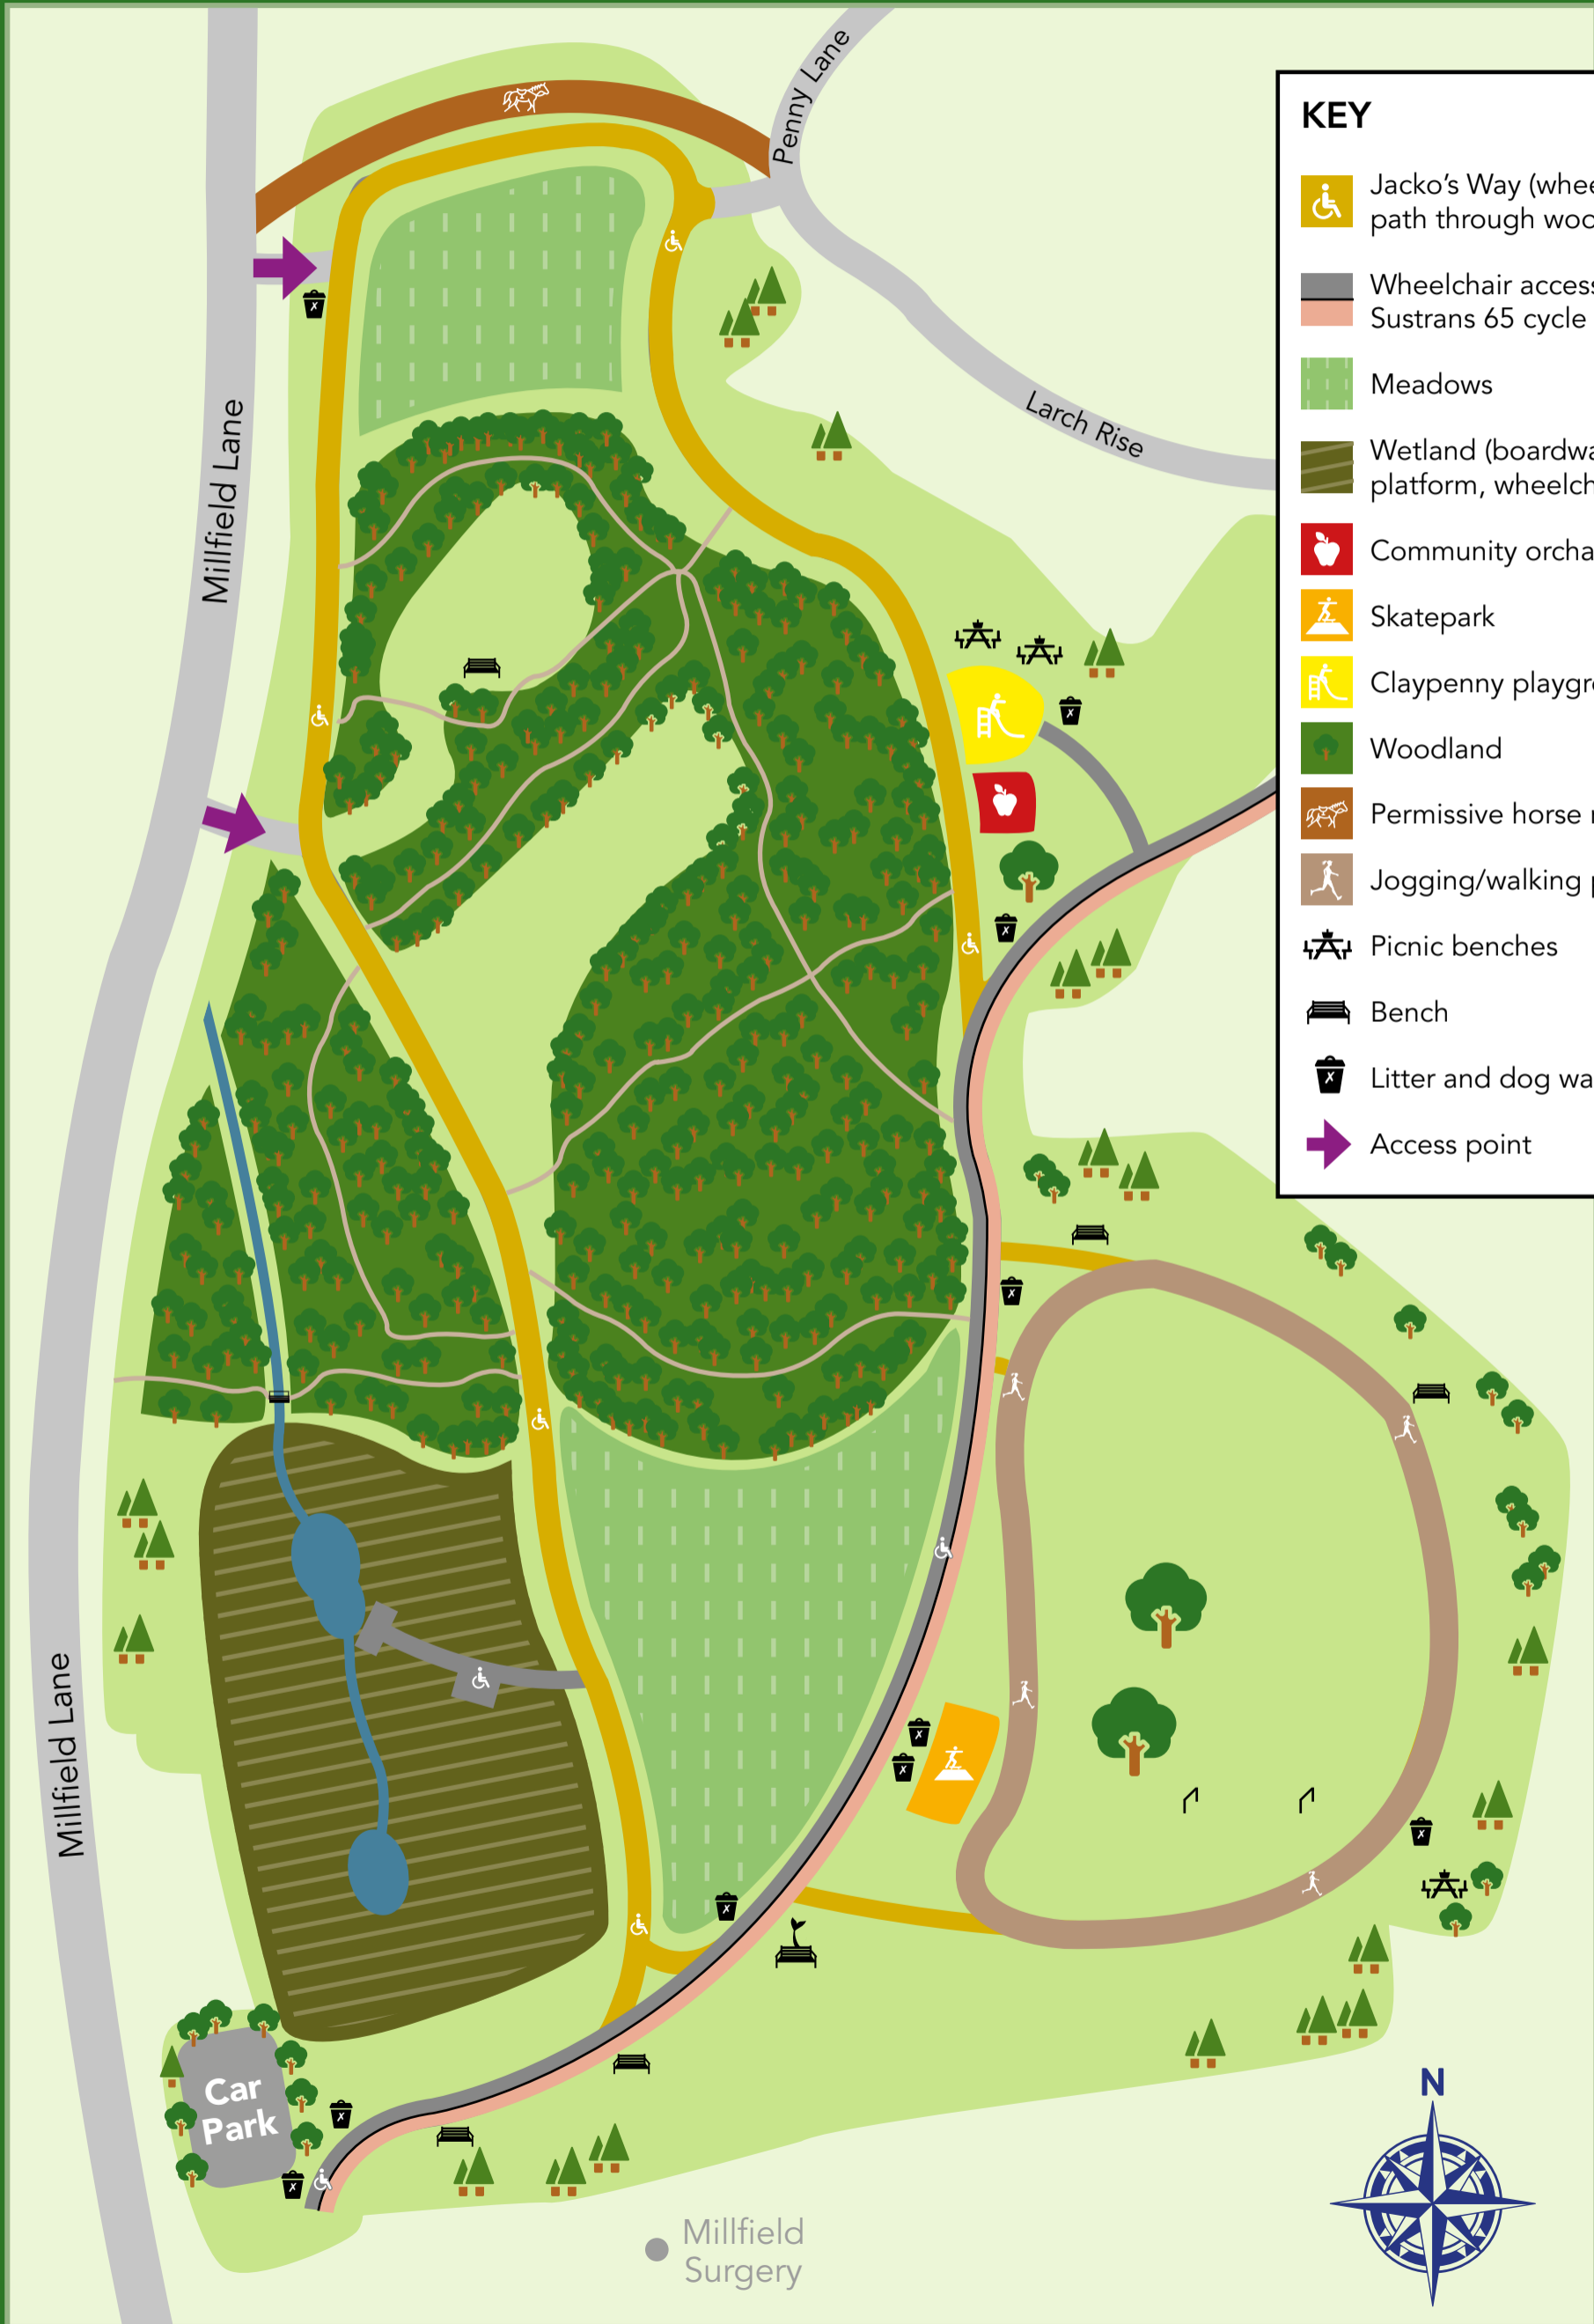 Penny Lane
KEY
Jacko's Way (whee
path through woo
Wheelchair access
Sustrans 65 cycle
Larch Rise
Meadows
Millfield Lane
Wetland (boardwa
platform, wheelch
Community orcha
Skatepark
Claypenny playgro
Woodland
Permissive horse r
Jogging/walking p
Picnic benches
Bench
Litter and dog wa
Access point
Millfield Lane
Car
Park
N
Millfield
Surgery